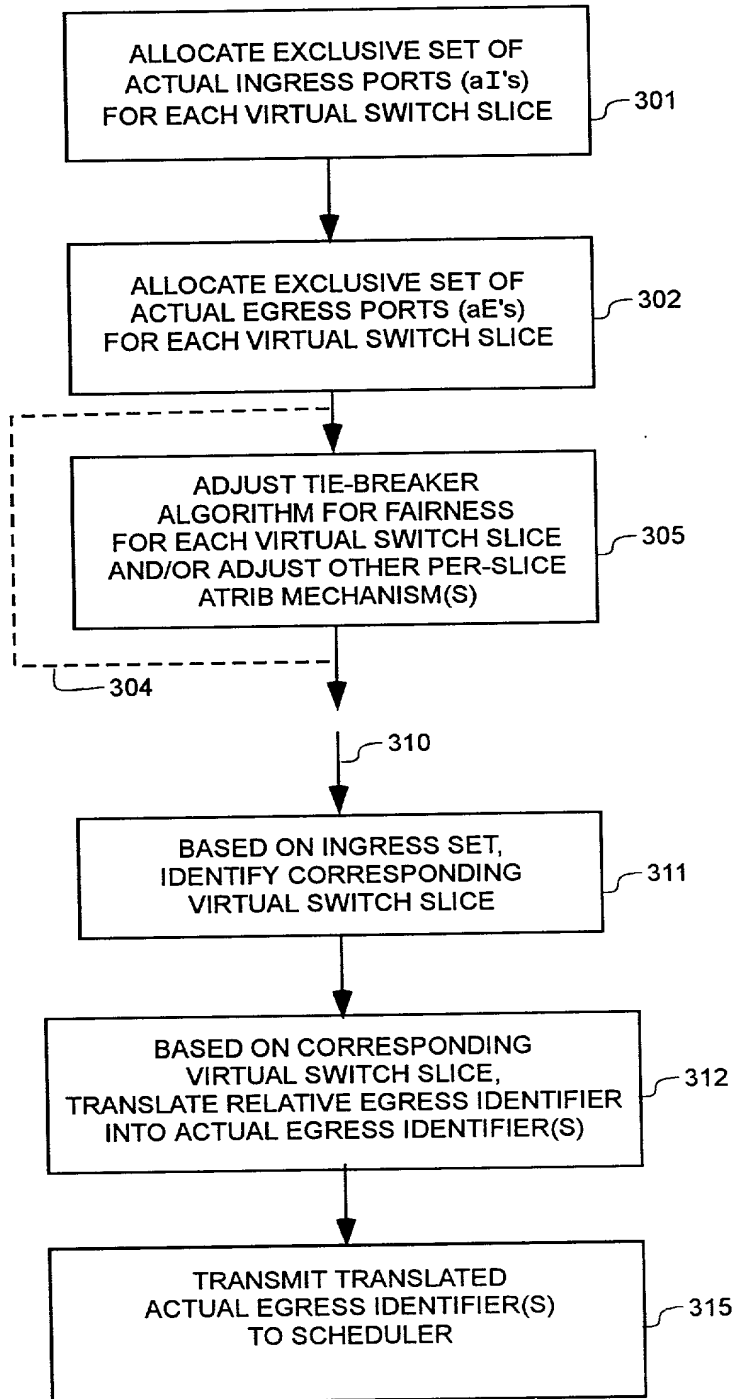 ALLOCATE EXCLUSIVE SET OF
ACTUAL INGRESS PORTS (aI's)
FOR EACH VIRTUAL SWITCH SLICE
301
ALLOCATE EXCLUSIVE SET OF
ACTUAL EGRESS PORTS (aE's)
FOR EACH VIRTUAL SWITCH SLICE
302
ADJUST TIE-BREAKER
ALGORITHM FOR FAIRNESS
FOR EACH VIRTUAL SWITCH SLICE
AND/OR ADJUST OTHER PER-SLICE
ATRIB MECHANISM(S)
305
304
310
BASED ON INGRESS SET,
IDENTIFY CORRESPONDING
VIRTUAL SWITCH SLICE
311
BASED ON CORRESPONDING
VIRTUAL SWITCH SLICE,
TRANSLATE RELATIVE EGRESS IDENTIFIER
INTO ACTUAL EGRESS IDENTIFIER(S)
312
TRANSMIT TRANSLATED
ACTUAL EGRESS IDENTIFIER(S)
TO SCHEDULER
315